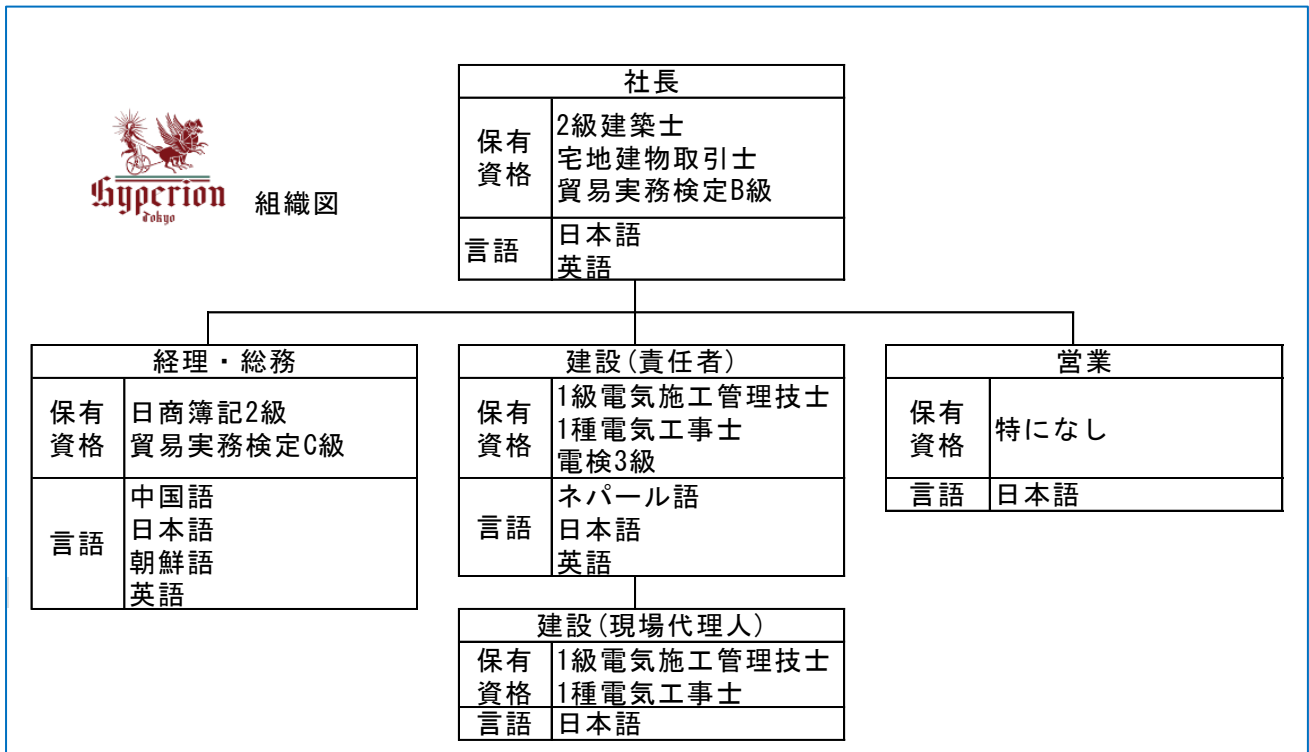 Hyperion
Tokyo
組織図
社長
保有
資格
2級建築士
宅地建物取引士
貿易実務検定B級
言語
日本語
英語
経理・総務
保有
資格
日商簿記2級
貿易実務検定C級
言語
中国語
日本語
朝鮮語
英語
建設(責任者)
保有
資格
1級電気施工管理技士
1種電気工事士
電検3級
言語
ネパール語
日本語
英語
営業
保有
資格
特になし
言語
日本語
建設(現場代理人)
保有
資格
1級電気施工管理技士
1種電気工事士
言語
日本語